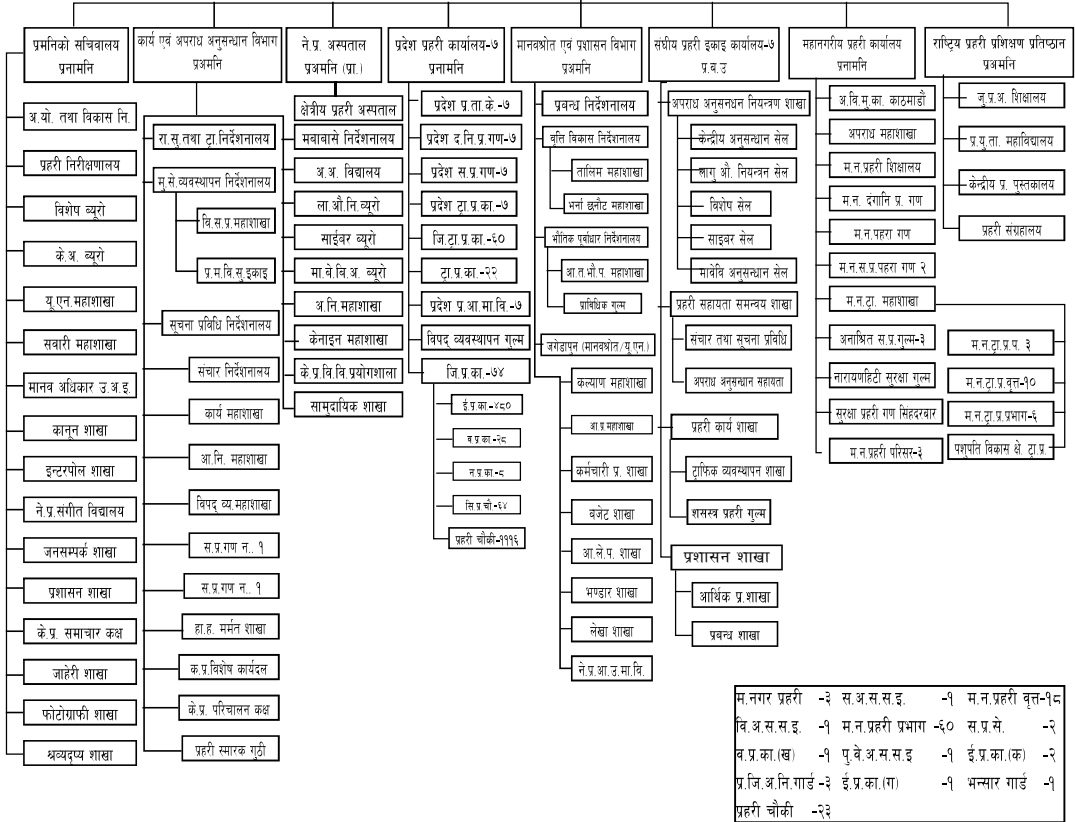 प्रमनिको सचिवालय
प्रनामनि
अ.यो. तथा विकास नि.
प्रहरी निरीक्षणालय
विशेष ब्यूरो
के.अ. ब्यूरो
यू.एन.महाशाखा
सवारी महाशाखा
मानव अधिकार उ.अ.इ.
कानून शाखा
इन्टरपोल शाखा
ने.प्र.संगीत विद्यालय
जनसम्पर्क शाखा
प्रशासन शाखा
के.प्र. समाचार कक्ष
जाहेरी शाखा
फोटोग्राफी शाखा
श्रव्यदृष्य शाखा
कार्य एवं अपराध अनुसन्धान विभाग
प्रअमनि
रा.सु.तथा ट्रा.निर्देशनालय
मु.से.व्यवस्थापन निर्देशनालय
वि.स.प्र.महाशाखा
प्र.म.वि.सु.इकाइ
सूचना प्रविधि निर्देशनालय
संचार निर्देशनालय
कार्य महाशाखा
आ.नि. महाशाखा
विपद् व्य.महाशाखा
स.प्र.गण न.. १
स.प्र.गण न.. १
हा.ह. मर्मत शाखा
क.प्र.विशेष कार्यदल
के.प्र. परिचालन कक्ष
प्रहरी स्मारक गुठी
ने.प्र. अस्पताल
प्रअमनि (प्रा.)
क्षेत्रीय प्रहरी अस्पताल
मबाबासे निर्देशनालय
अ.अ. विद्यालय
ला.औ.नि.ब्यूरो
साईवर ब्यूरो
मा.बे.वि.अ. ब्यूरो
अ.नि.महाशाखा
केनाइन महाशाखा
के.प्र.वि.वि.प्रयोगशाला
सामुदायिक शाखा
प्रदेश प्रहरी कार्यालय-७
प्रनामनि
प्रदेश प्र.ता.के.-७
प्रदेश द.नि.प्र.गण-७
प्रदेश स.प्र.गण-७
प्रदेश ट्रा.प्र.का.-७
जि.ट्रा.प्र.का.-६०
ट्रा.प्र.का.-२२
प्रदेश प्र.आ.मा.वि.-७
विपद् व्यवस्थापन गुल्म
जि.प्र.का.-७४
ई.प्र.का.-४८०
व.प्र.का.-२८
न.प्र.का.-८
सि.प्र.चौ.-६४
प्रहरी चौकी-१११६
मानवश्रोत एवं प्रशासन विभाग
प्रअमनि
प्रबन्ध निर्देशनालय
वृत्ति विकास निर्देशनालय
तालिम महाशाखा
भर्ना छनौट महाशाखा
भौतिक पूर्वाधार निर्देशनालय
आ.त.भौ.प. महाशाखा
प्राबिधिक गुल्म
जगेडापुन (मानवश्रोत/यू.एन.)
कल्याण महाशाखा
आ.प्र.महाशाखा
कर्मचारी प्र. शाखा
वजेट शाखा
आ.ले.प. शाखा
भण्डार शाखा
लेखा शाखा
ने.प्र.आ.उ.मा.बि.
संघीय प्रहरी इकाइ कार्यालय-७
प्र.ब.उ
अपराध अनुसनधन नियन्त्रण शाखा
केन्द्रीय अनुसन्धान सेल
लागु औ. नियन्वन सेल
विशेष सेल
साइबर सेल
मावेवि अनुसन्धान सेल
प्रहरी सहायता समन्वय शाखा
संचार तथा सूचना प्रविधि
अपराध अनुसन्धान सहायता
प्रहरी कार्य शाखा
ट्राफिक व्यवस्थापन शाखा
शसस्त्र प्रहरी गुल्म
प्रशासन शाखा
आर्थिक प्र.शाखा
प्रबन्ध शाखा
महानगरीय प्रहरी कार्यालय
प्रनामनि
अ.वि.मु.का. काठमाडौं
अपराध महाशाखा
म.न.प्रहरी शिक्षालय
म.न. दंगानि प्र. गण
म.न.पहरा गण
म.न.स.प्र.पहरा गण २
म.न.ट्रा. महाशाखा
अनाश्रित स.प्र.गुल्म-३
नारायणहिटी सुरक्षा गुल्म
सुरक्षा प्रहरी गण सिंहदरबार
म.न.प्रहरी परिसर-३
म.न.ट्रा.प्र.प. ३
म.न.ट्रा.प्र.वृत्त-१०
म.न.ट्रा.प्र.प्रभाग-६
पशुपति विकास क्षे. ट्रा.प्र.
राष्ट्रिय प्रहरी प्रशिक्षण प्रतिष्ठान
प्रअमनि
जु.प्र.अ. शिक्षालय
प्र.यु.ता. महाविद्यालय
केन्द्रीय प्र. पुस्तकालय
प्रहरी संग्रहालय
म.नगर प्रहरी -३ स.अ.स.स.इ. -१ म.न.प्रहरी वृत्त-१८
वि.अ.स.स.इ. -१ म.न.प्रहरी प्रभाग -६० स.प्र.से. -२
व.प्र.का.(ख) -१ पु.वे.अ.स.स.इ -१ ई.प्र.का.(क) -२
प्र.जि.अ.नि.गार्ड -३ ई.प्र.का.(ग) -१ भन्सार गार्ड -१
प्रहरी चौकी -२३